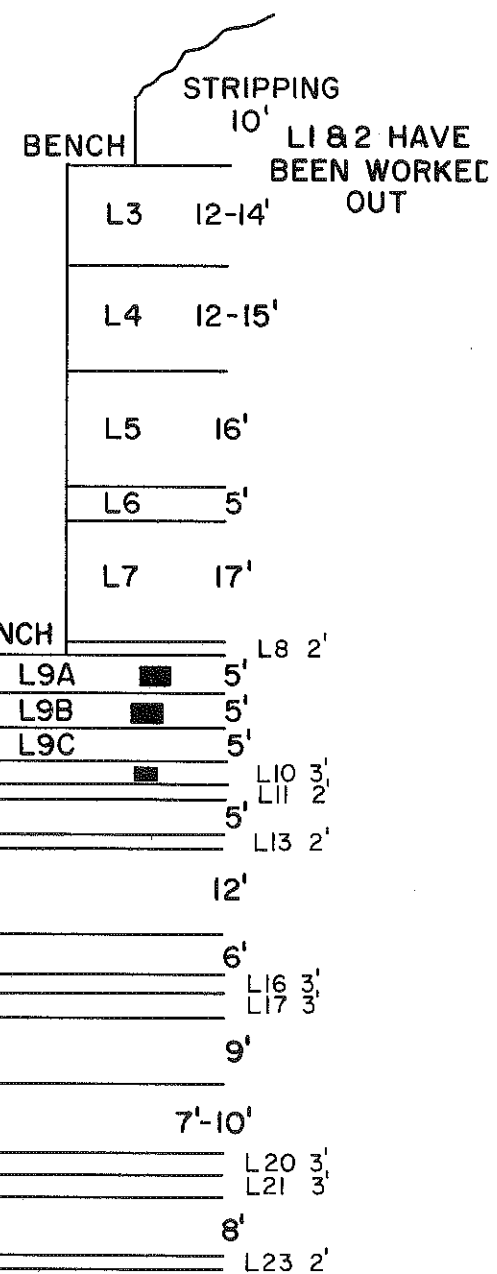 STRIPPING
10'
BENCH
L1 & 2 HAVE
BEEN WORKED
OUT
L3 12-14'
L4 12-15'
L5 16'
L6 5'
L7 17'
NCH
L8 2'
L9A 5'
L9B 5'
L9C 5'
L10 3'
L11 2'
5'
L13 2'
12'
6'
L16 3'
L17 3'
9'
7'-10'
L20 3'
L21 3'
8'
L23 2'